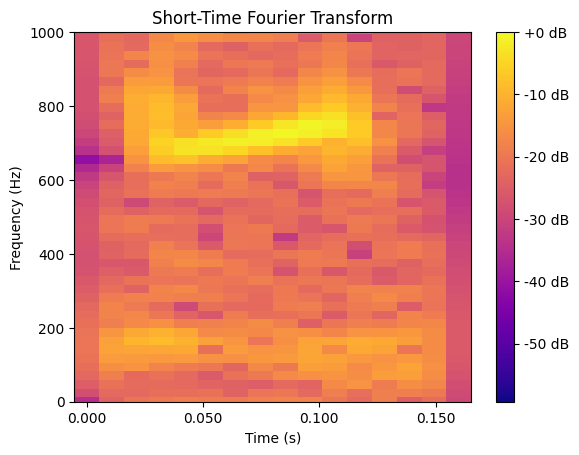 Short-Time Fourier Transform
1000
800
600
400
200
0
Frequency (Hz)
0.000
0.050
0.100
0.150
Time (s)
+0 dB
-10 dB
-20 dB
-30 dB
-40 dB
-50 dB